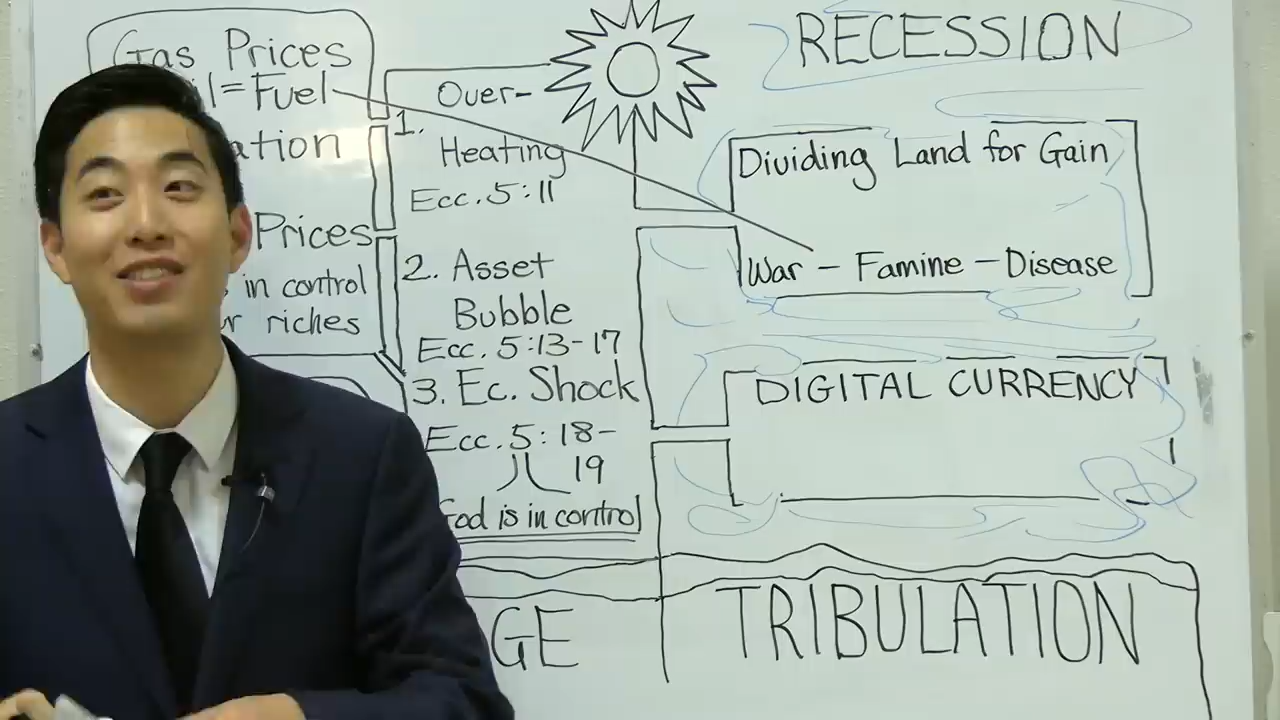 Gas Prices
l=Fuel
ation
Prices
in control
r riches
Over-
1.
Heating
Ecc. 5:11
2. Asset
Bubble
Ecc. 5:13-17
3. Ec. Shock
Ecc. 5:18-
19
God is in control
GE
RECESSION
Dividing Land for Gain
War - Famine - Disease
DIGITAL CURRENCY
TRIBULATION